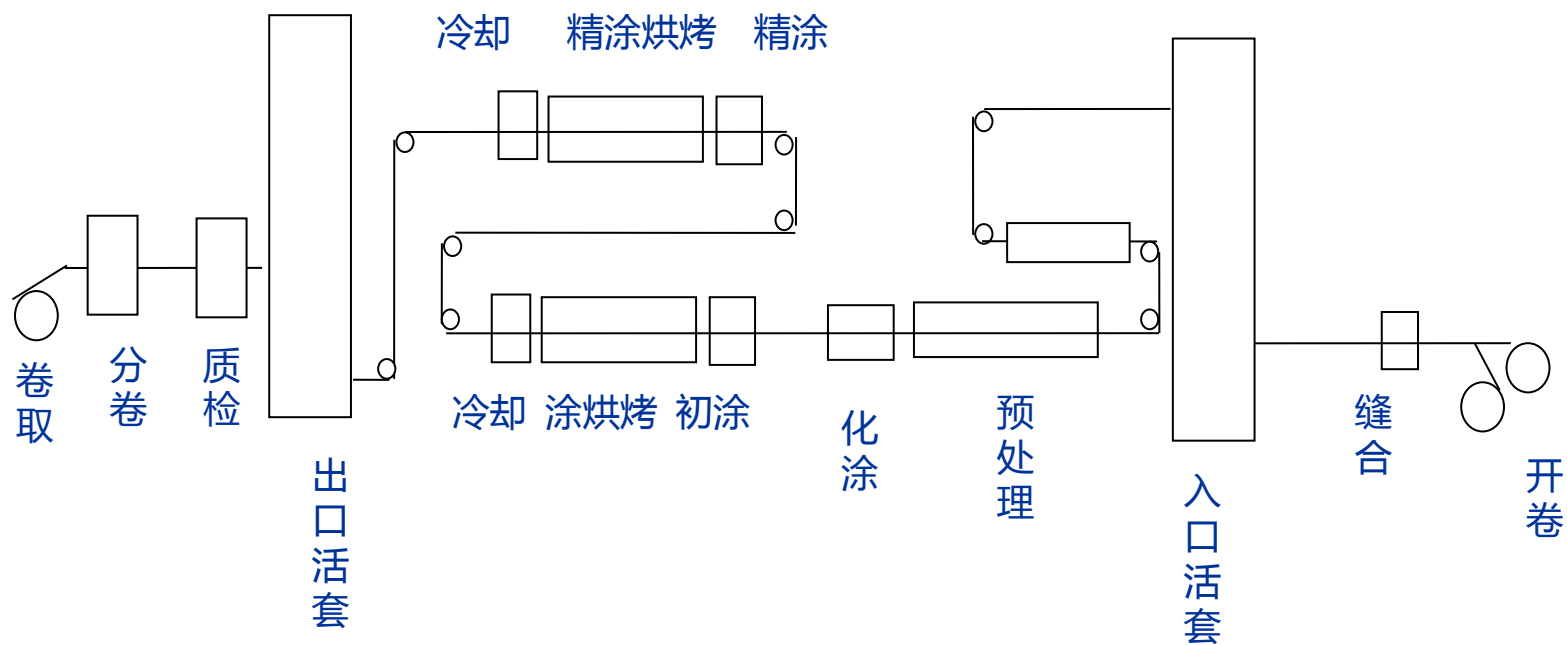 冷却 精涂烘烤 精涂
卷取
分卷
质检
冷却 涂烘烤 初涂
化涂
预处理
缝合
出口活套
入口活套
开卷